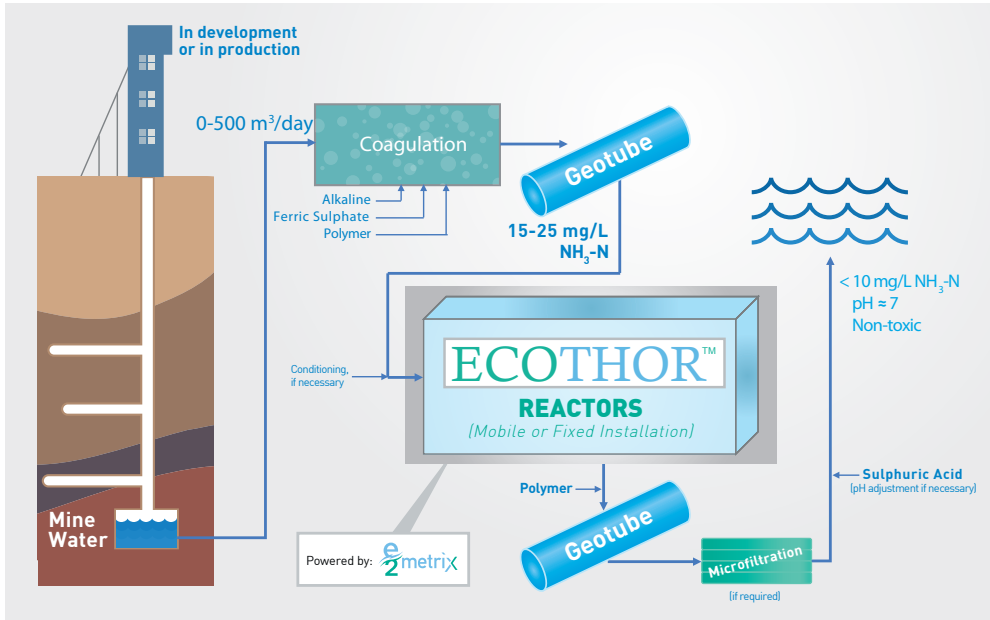 In development
or in production
0-500 m³/day
Coagulation
Geotube
Alkaline
Ferric Sulphate
Polymer
15-25 mg/L
NH₃-N
< 10 mg/L NH₃-N
pH ≈ 7
Non-toxic
Conditioning,
if necessary
ECOTHOR™
REACTORS
(Mobile or Fixed Installation)
Polymer
Sulphuric Acid
(pH adjustment if necessary)
Mine
Water
Geotube
Powered by: e2metrix
Microfiltration
(if required)